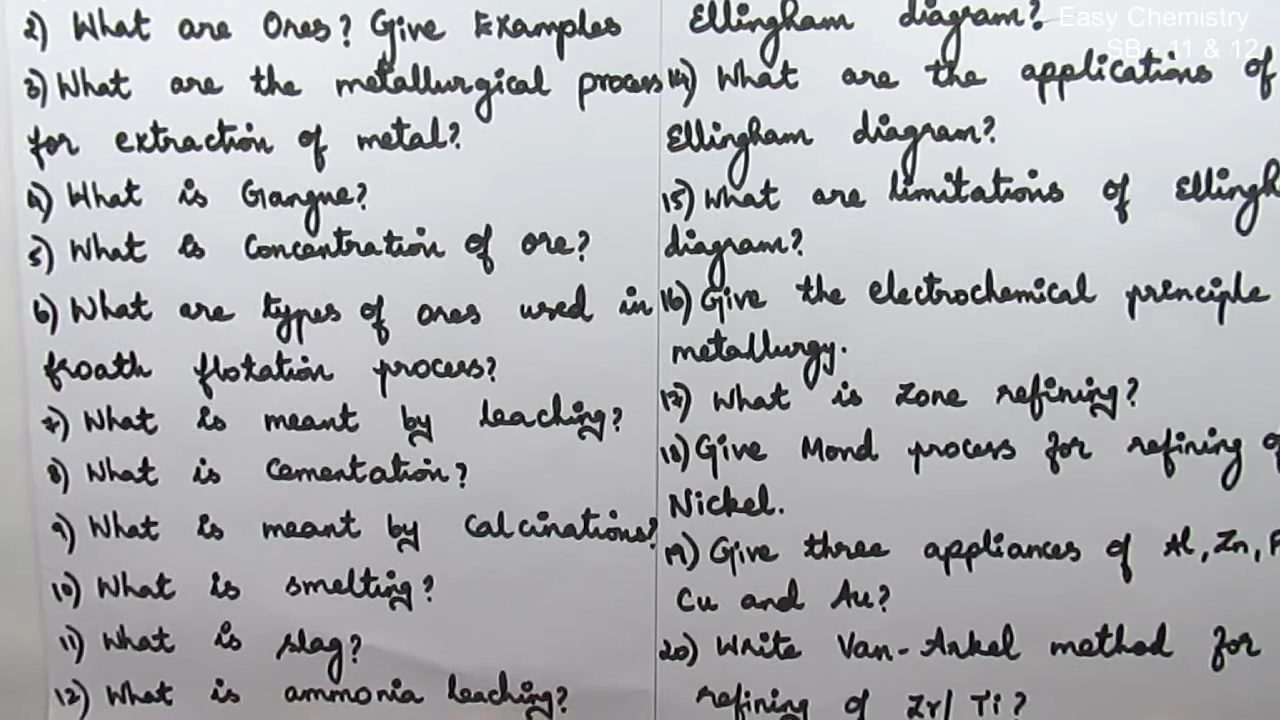 2) What are Ores? Give Examples
3) What are the metallurgical process
for extraction of metal?
4) What is Gangue?
5) What is Concentration of ore?
6) What are types of ores used in
froath flotation process?
7) What is meant by leaching?
8) What is Cementation?
9) What is meant by Calcinations?
10) What is smelting?
11) What is slag?
12) What is ammonia leaching?
Ellingham diagram?
14) What are the applications of
Ellingham diagram?
15) What are limitations of Ellingh
diagram?
16) Give the electrochemical principle
metallurgy.
17) What is Zone refining?
18) Give Mond process for refining of
Nickel.
19) Give three appliances of Al, Zn, F
Cu and Au?
20) Write Van-Arkel method for
refining of Zr/ Ti?
Easy Chemistry
SB - 11 & 12